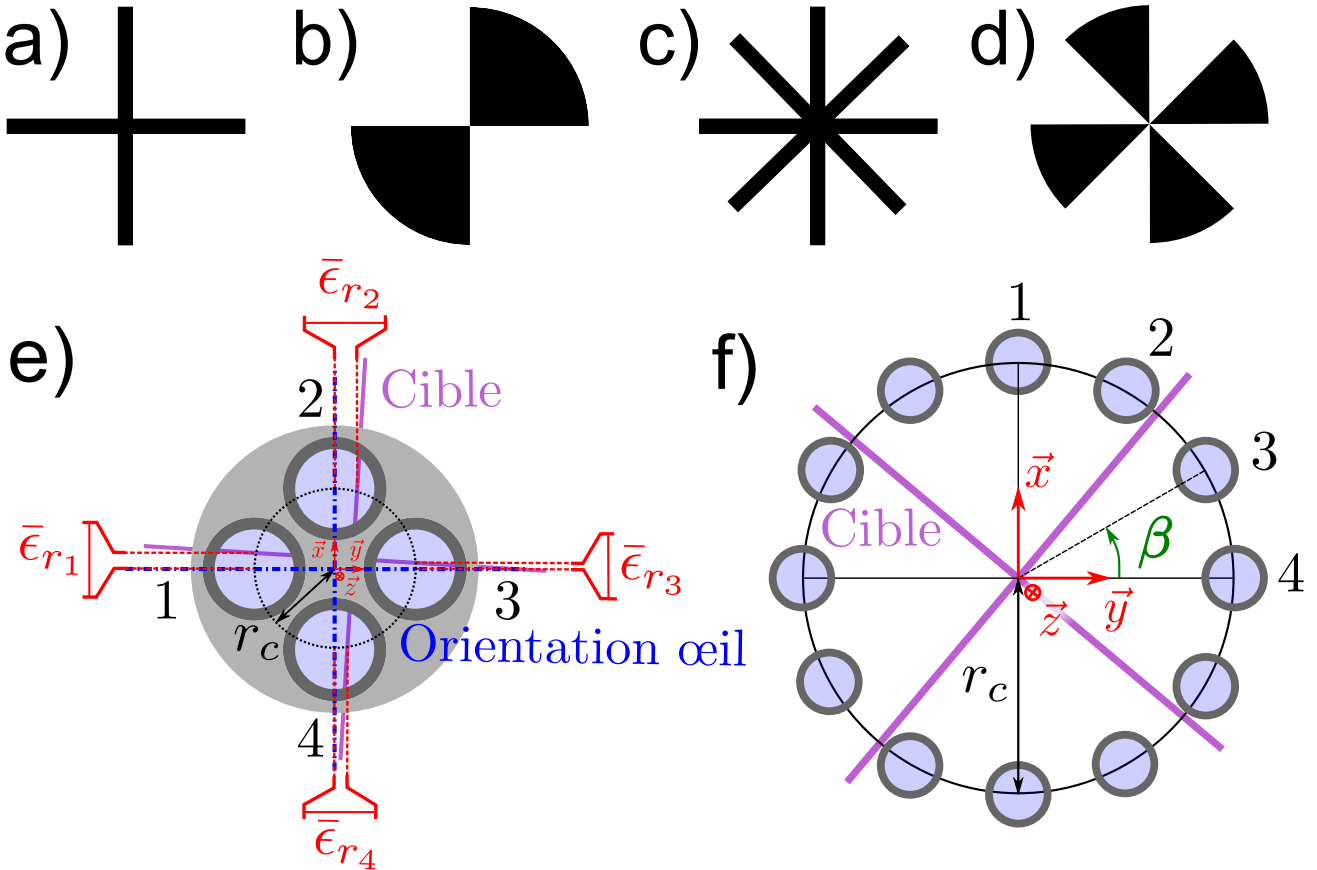 a)
b)
c)
d)
e)
ϵ̄r2
2
Cible
ϵ̄r1
1
x⃗
y⃗
z⃗
3
ϵ̄r3
rc
Orientation œil
4
ϵ̄r4
f)
1
2
3
4
x⃗
y⃗
z⃗
β
Cible
rc